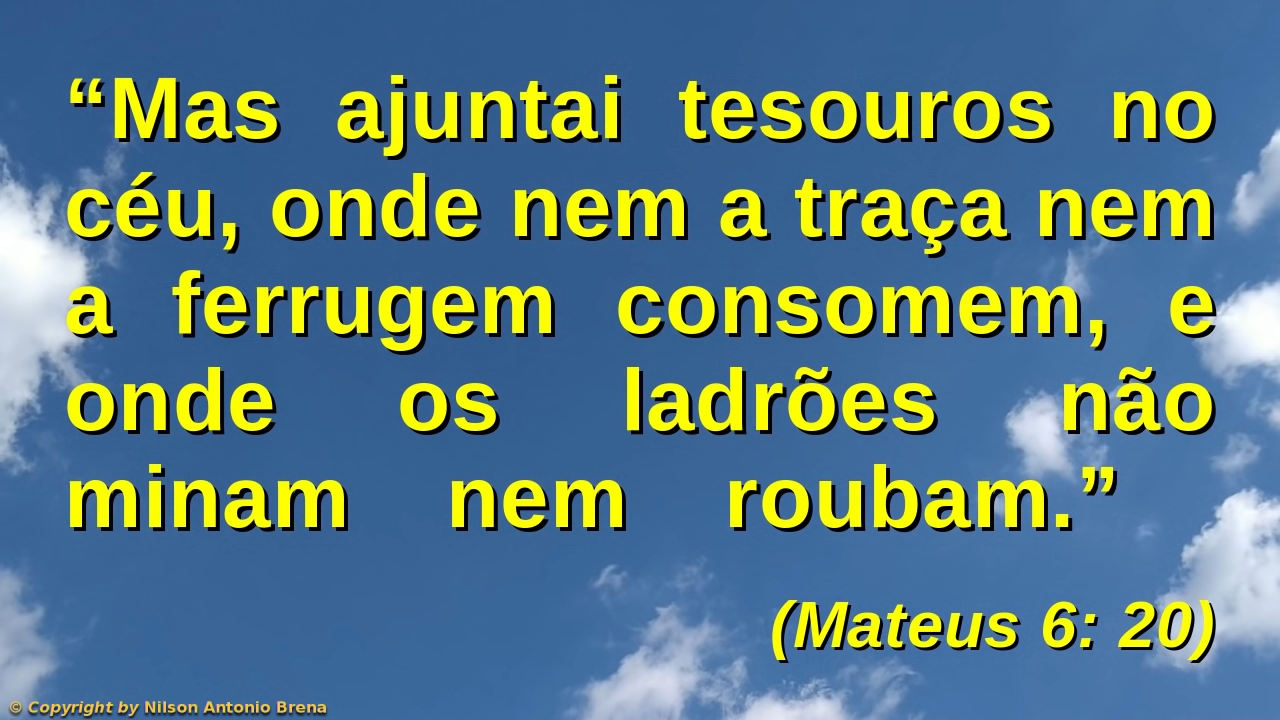 “Mas ajuntai tesouros no
céu, onde nem a traça nem
a ferrugem consomem, e
onde os ladrões não
minam nem roubam.”
(Mateus 6: 20)
© Copyright by Nilson Antonio Brena